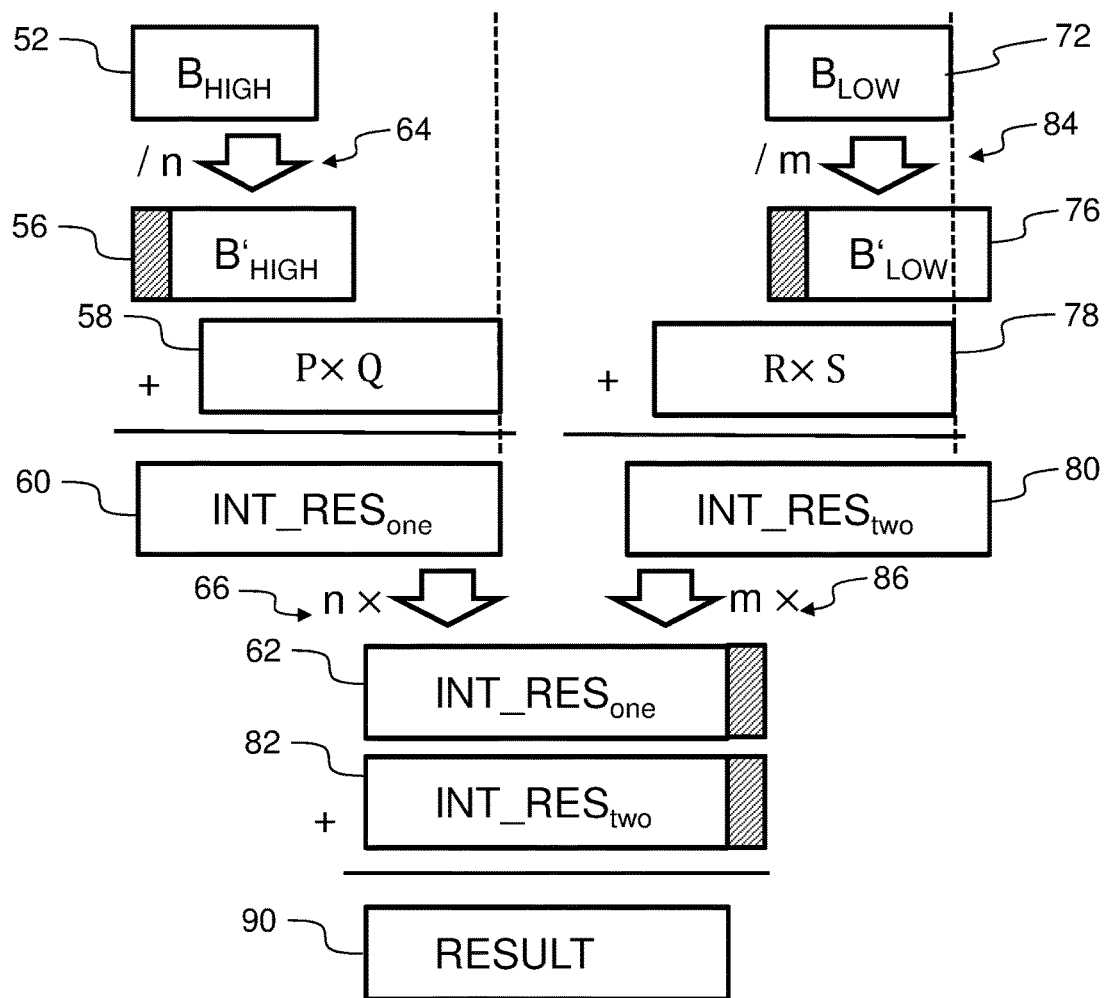 52 B_HIGH B_LOW 72
/ n 64 / m 84
56 B‘_HIGH B‘_LOW 76
58 P× Q R× S 78
+ +
60 INT_RES_one INT_RES_two 80
66 n × m × 86
62 INT_RES_one
82 INT_RES_two
+
90 RESULT